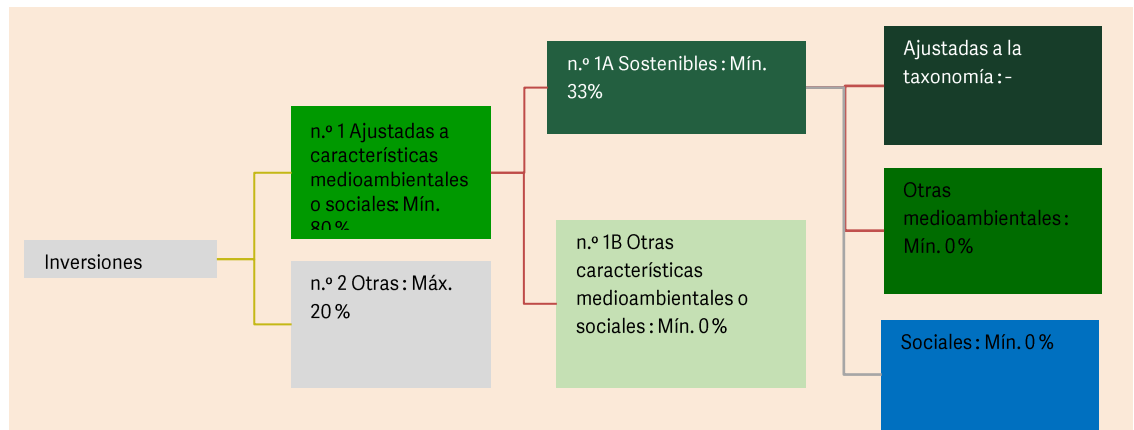 Inversiones
n.º 1 Ajustadas a
características
medioambientales
o sociales: Mín.
80 %
n.º 2 Otras : Máx.
20 %
n.º 1A Sostenibles : Mín.
33%
n.º 1B Otras
características
medioambientales o
sociales : Mín. 0 %
Ajustadas a la
taxonomía : -
Otras
medioambientales :
Mín. 0 %
Sociales : Mín. 0 %